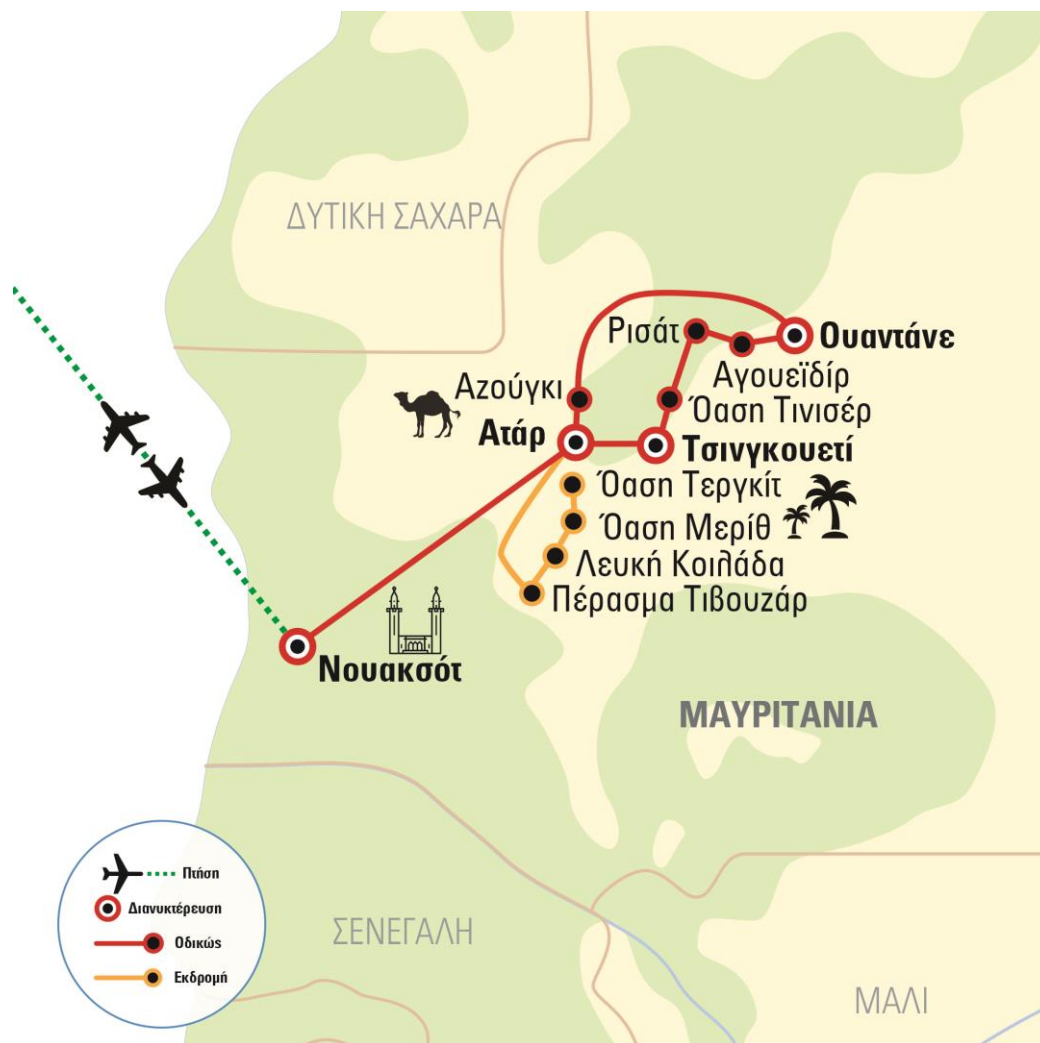 ΔΥΤΙΚΗ ΣΑΧΑΡΑ
Ρισάτ
Ουαντάνε
Αγουεϊδίρ
Αζούγκι
Όαση Τινισέρ
Ατάρ
Τσινγκουετί
Όαση Τεργκίτ
Όαση Μερίθ
Λευκή Κοιλάδα
Πέρασμα Τιβουζάρ
Νουακσότ
ΜΑΥΡΙΤΑΝΙΑ
Πτήση
Διανυκτέρευση
Οδικώς
Εκδρομή
ΣΕΝΕΓΑΛΗ
ΜΑΛΙ